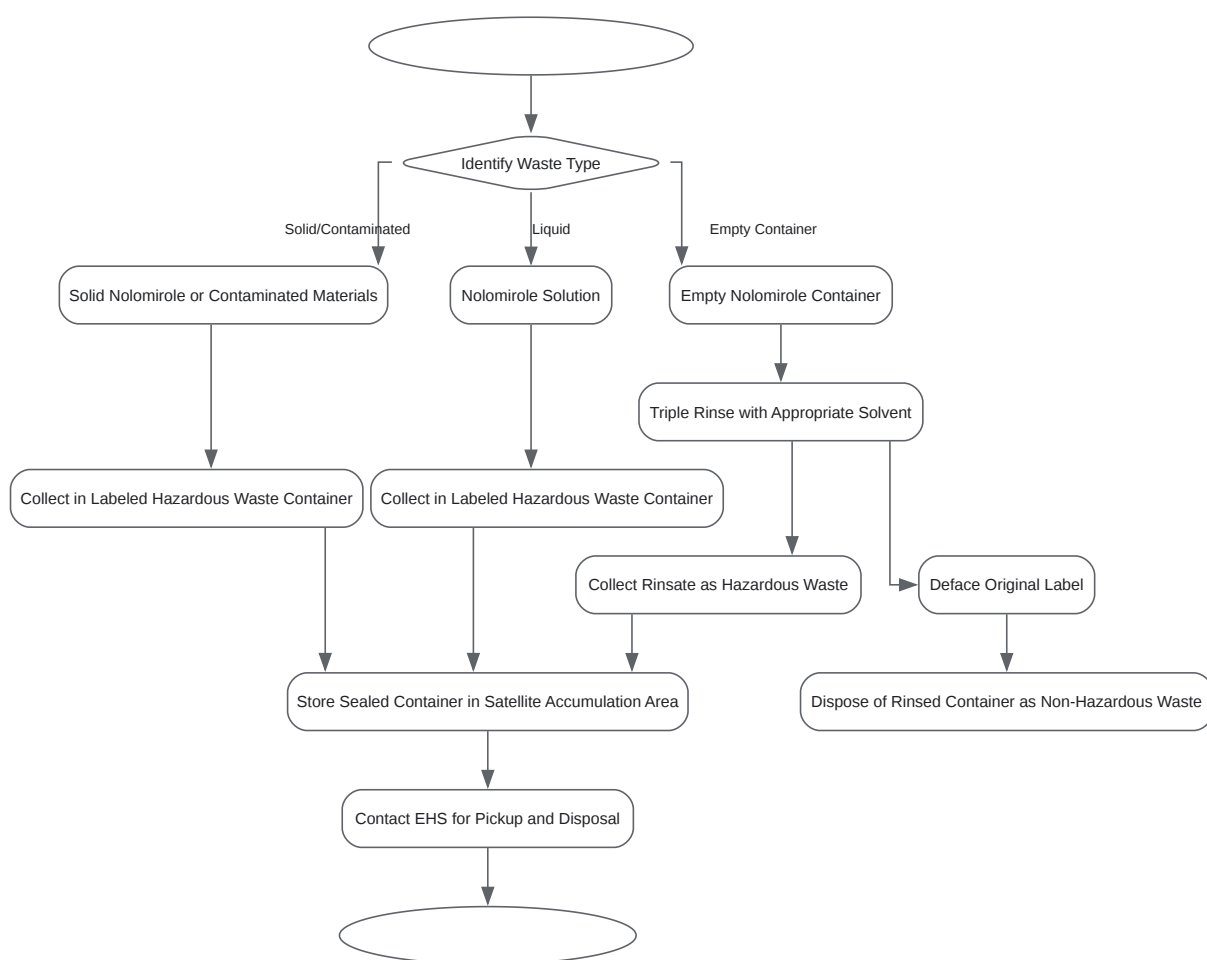 Identify Waste Type
Solid/Contaminated
Liquid
Empty Container
Solid Nolomirole or Contaminated Materials
Nolomirole Solution
Empty Nolomirole Container
Triple Rinse with Appropriate Solvent
Collect in Labeled Hazardous Waste Container
Collect in Labeled Hazardous Waste Container
Collect Rinsate as Hazardous Waste
Deface Original Label
Store Sealed Container in Satellite Accumulation Area
Dispose of Rinsed Container as Non-Hazardous Waste
Contact EHS for Pickup and Disposal